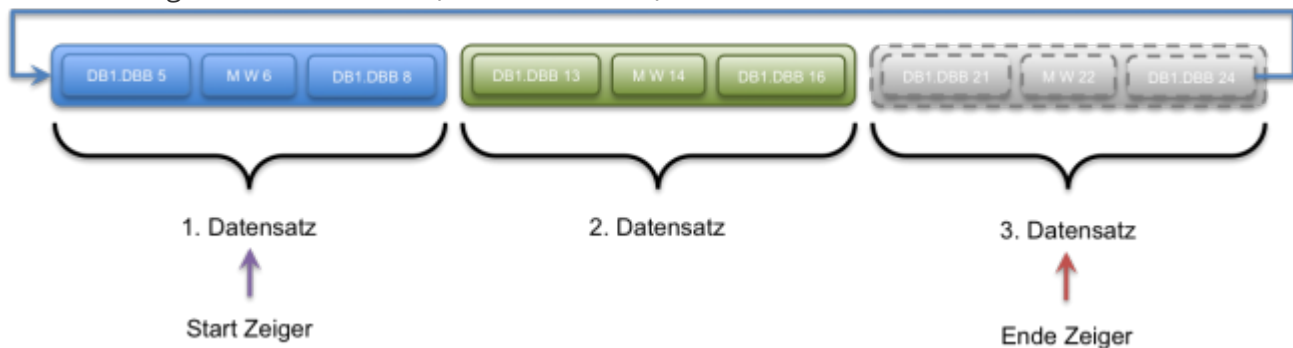 DB1.DBB 5 M W 6 DB1.DBB 8 DB1.DBB 13 M W 14 DB1.DBB 16 DB1.DBB 21 M W 22 DB1.DBB 24
1. Datensatz 2. Datensatz 3. Datensatz
Start Zeiger Ende Zeiger